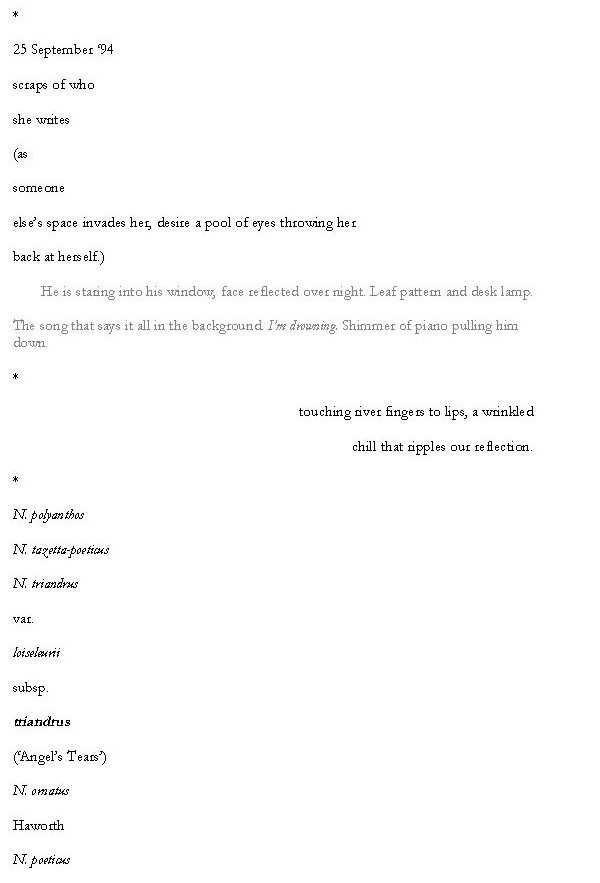 *
25 September '94
scraps of who
she writes
(as
someone
else's space invades her, desire a pool of eyes throwing her
back at herself.)
He is staring into his window, face reflected over night. Leaf pattern and desk lamp.
The song that says it all in the background. I'm drowning. Shimmer of piano pulling him
down.
*
touching river fingers to lips, a wrinkled
chill that ripples our reflection.
*
N. polyanthos
N. tazetta-poeticus
N. triandrus
var.
loiseleurii
subsp.
triandrus
('Angel's Tears')
N. ornatus
Haworth
N. poeticus